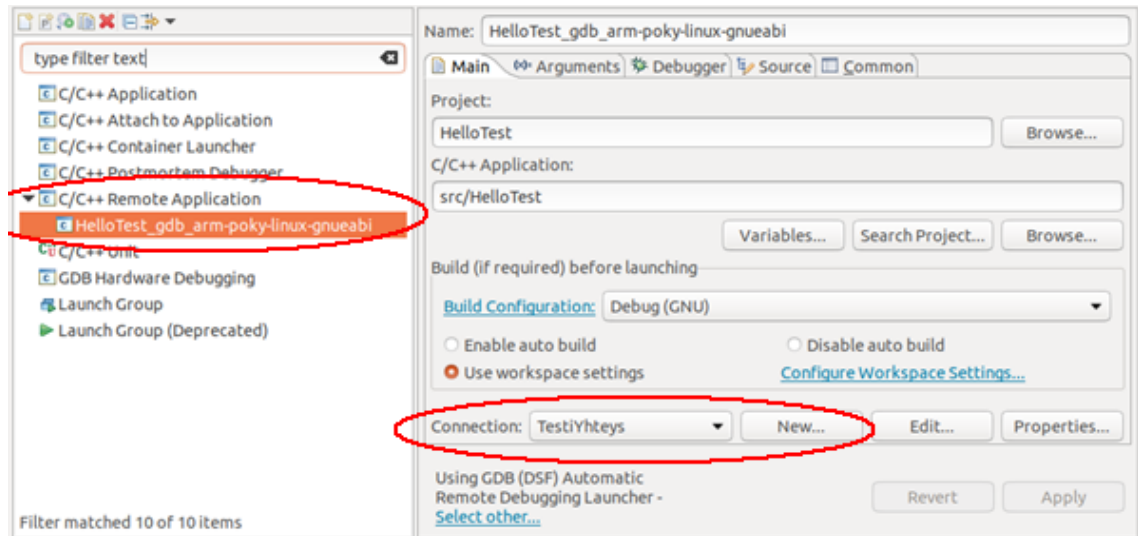 type filter text
C/C++ Application
C/C++ Attach to Application
C/C++ Container Launcher
C/C++ Postmortem Debugger
C/C++ Remote Application
HelloTest_gdb_arm-poky-linux-gnueabi
C/C++ Unit
GDB Hardware Debugging
Launch Group
Launch Group (Deprecated)
Filter matched 10 of 10 items
Name: HelloTest_gdb_arm-poky-linux-gnueabi
Main Arguments Debugger Source Common
Project:
HelloTest Browse...
C/C++ Application:
src/HelloTest
Variables... Search Project... Browse...
Build (if required) before launching
Build Configuration: Debug (GNU)
Enable auto build Disable auto build
Use workspace settings Configure Workspace Settings...
Connection: TestiYhteys New... Edit... Properties...
Using GDB (DSF) Automatic
Remote Debugging Launcher -
Select other...
Revert Apply